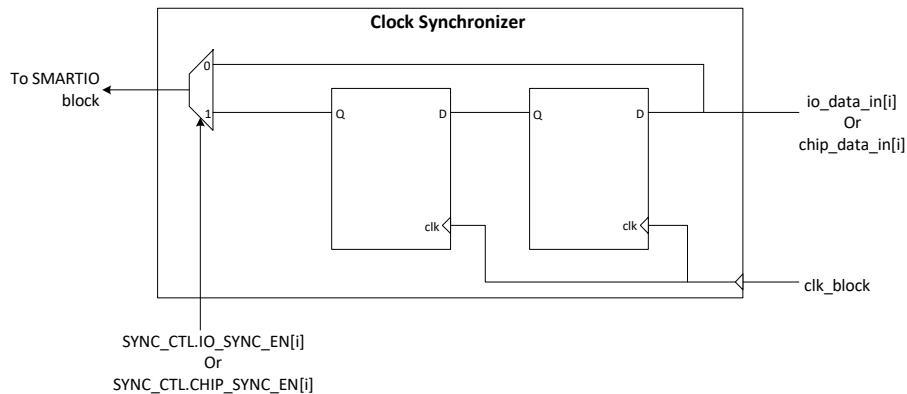 Clock Synchronizer
To SMARTIO
block
0
1
Q
D
Q
D
io_data_in[i]
Or
chip_data_in[i]
clk
clk
clk_block
SYNC_CTL.IO_SYNC_EN[i]
Or
SYNC_CTL.CHIP_SYNC_EN[i]